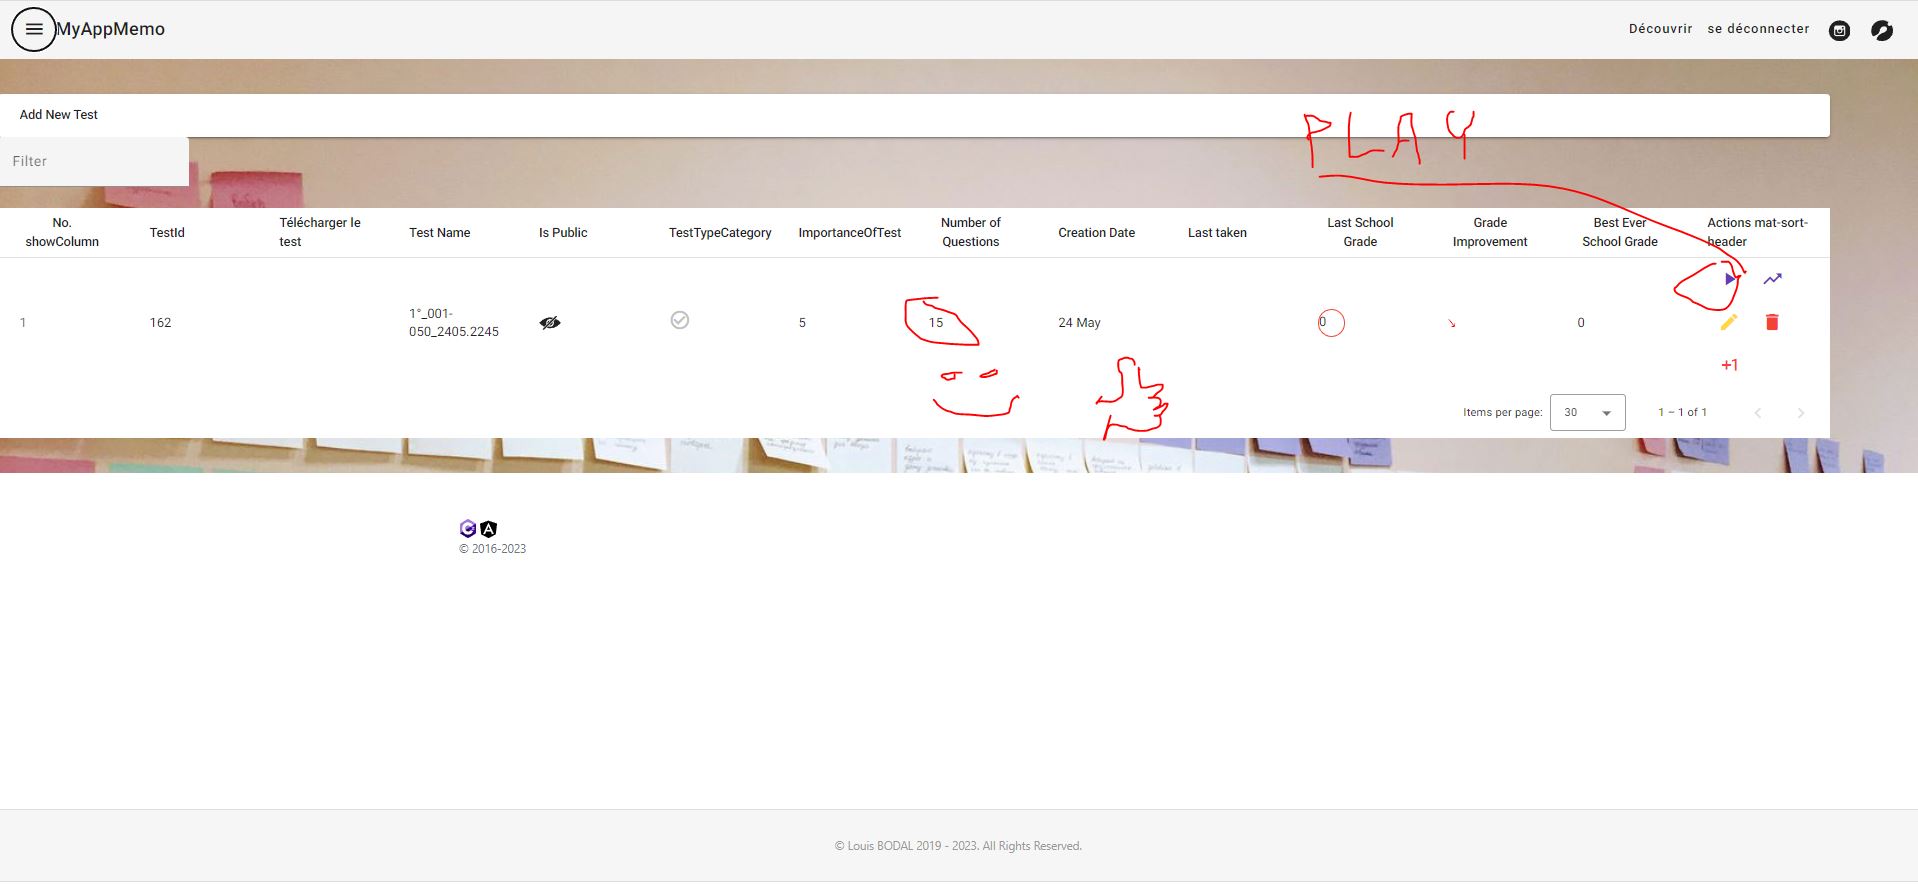 MyAppMemo
Découvrir se déconnecter
Add New Test
PLAY
Filter
No. showColumn
TestId
Télécharger le test
Test Name
Is Public
TestTypeCategory
ImportanceOfTest
Number of Questions
Creation Date
Last taken
Last School Grade
Grade Improvement
Best Ever School Grade
Actions mat-sort-header
1
162
1°_001-050_2405.2245
5
15
24 May
0
0
+1
Items per page: 30 1 – 1 of 1
© 2016-2023
© Louis BODAL 2019 - 2023. All Rights Reserved.